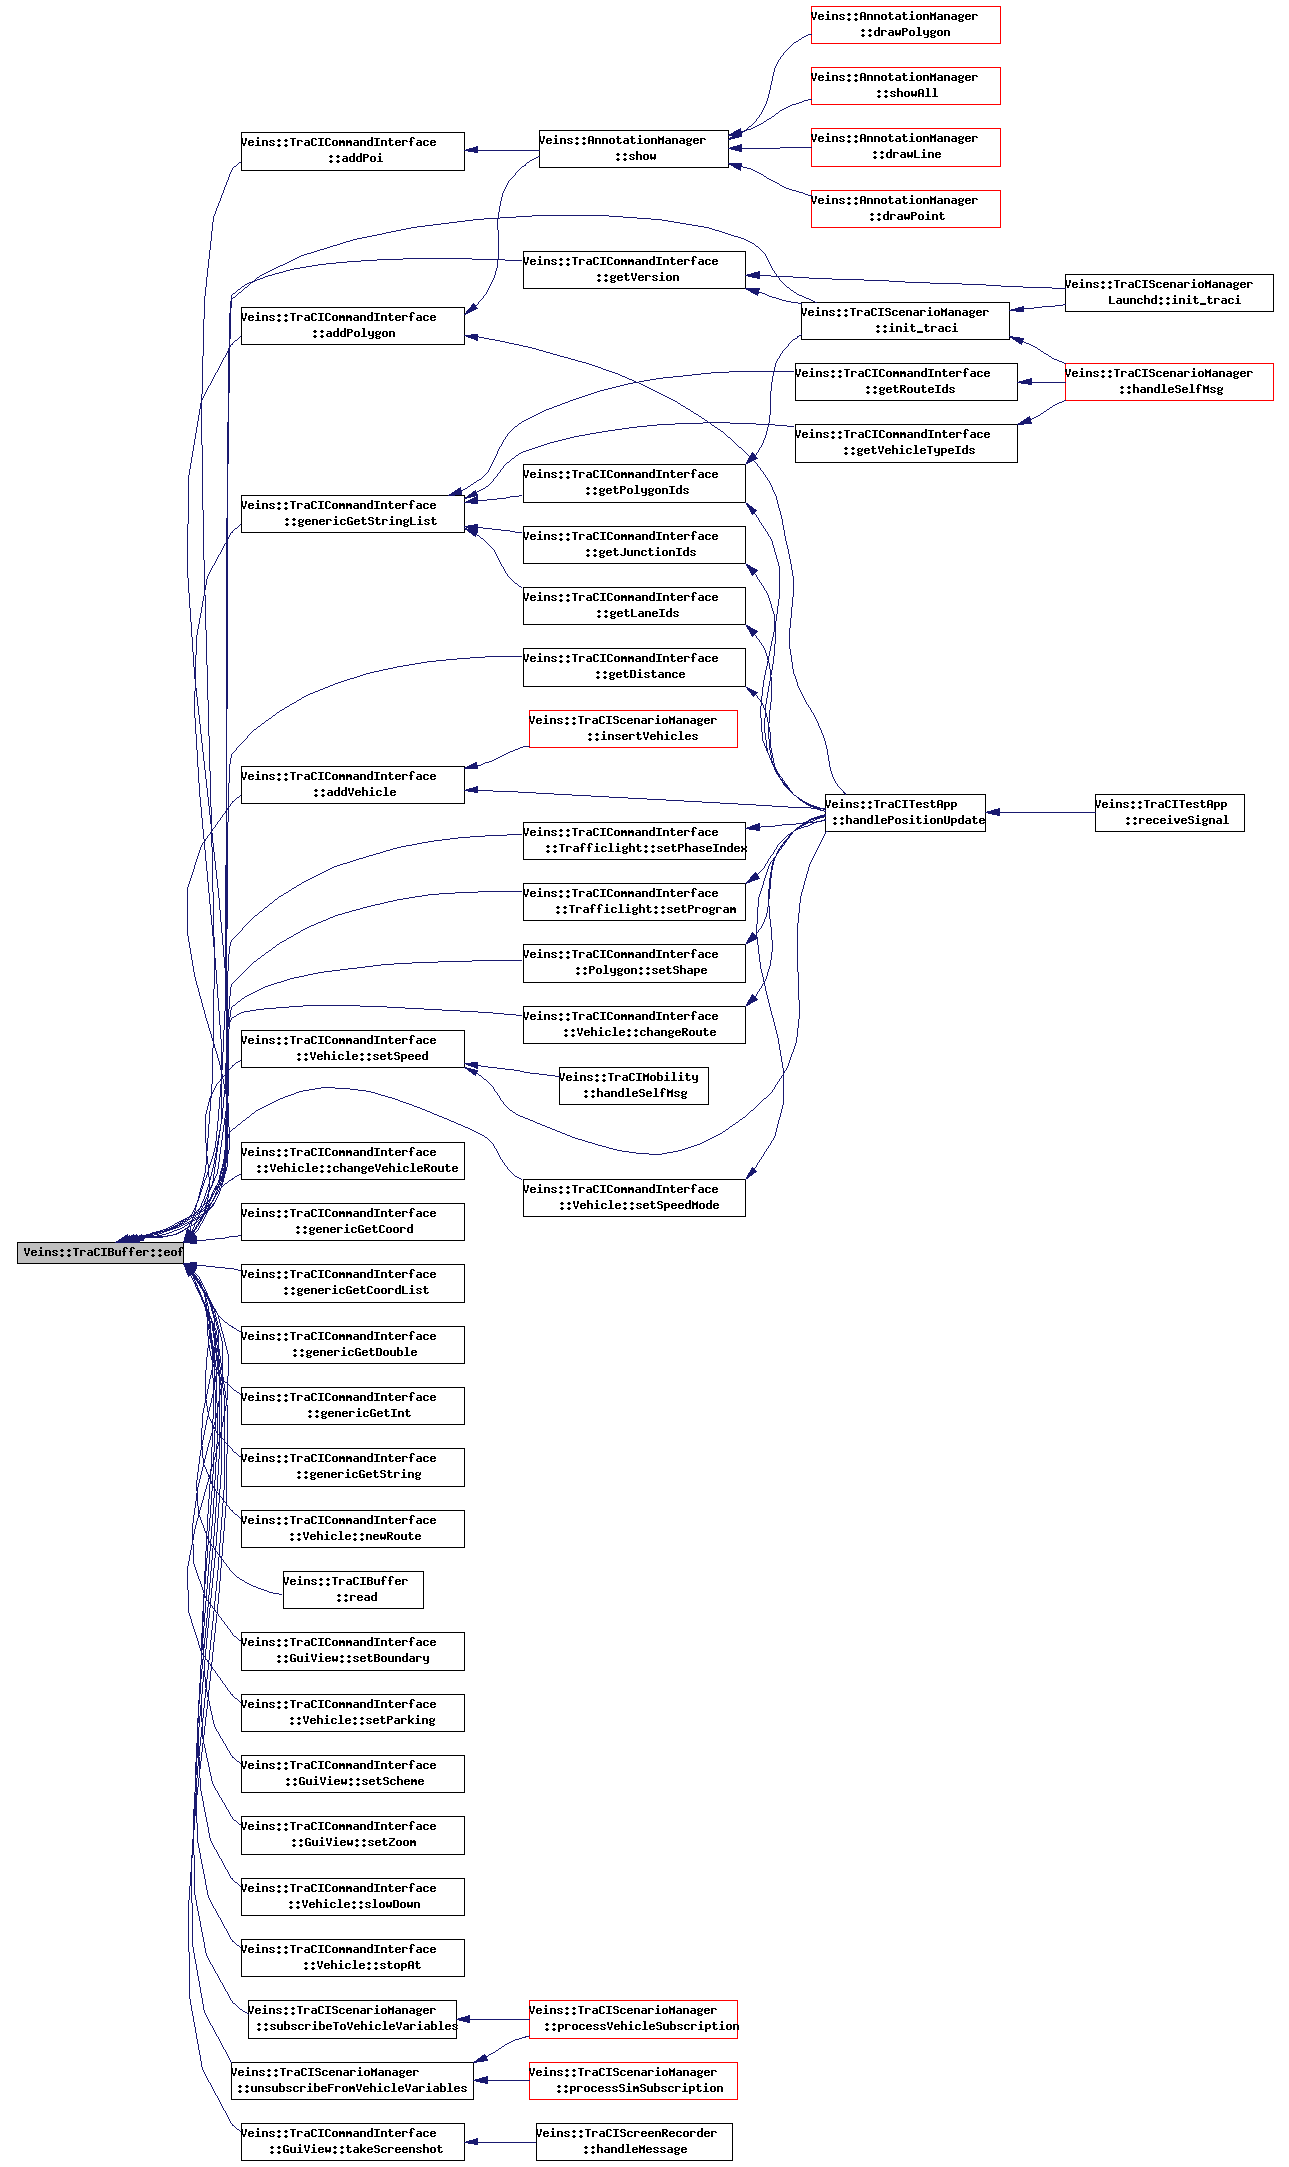 Veins::AnnotationManager
::drawPolygon
Veins::AnnotationManager
::showAll
Veins::TraCICommandInterface
::addPoi
Veins::AnnotationManager
::show
Veins::AnnotationManager
::drawLine
Veins::AnnotationManager
::drawPoint
Veins::TraCICommandInterface
::getVersion
Veins::TraCIScenarioManager
Launchd::init_traci
Veins::TraCICommandInterface
::addPolygon
Veins::TraCIScenarioManager
::init_traci
Veins::TraCICommandInterface
::getRouteIds
Veins::TraCIScenarioManager
::handleSelfMsg
Veins::TraCICommandInterface
::getVehicleTypeIds
Veins::TraCICommandInterface
::getPolygonIds
Veins::TraCICommandInterface
::genericGetStringList
Veins::TraCICommandInterface
::getJunctionIds
Veins::TraCICommandInterface
::getLaneIds
Veins::TraCICommandInterface
::getDistance
Veins::TraCIScenarioManager
::insertVehicles
Veins::TraCICommandInterface
::addVehicle
Veins::TraCITestApp
::handlePositionUpdate
Veins::TraCITestApp
::receiveSignal
Veins::TraCICommandInterface
::Trafficlight::setPhaseIndex
Veins::TraCICommandInterface
::Trafficlight::setProgram
Veins::TraCICommandInterface
::Polygon::setShape
Veins::TraCICommandInterface
::Vehicle::changeRoute
Veins::TraCICommandInterface
::Vehicle::setSpeed
Veins::TraCIMobility
::handleSelfMsg
Veins::TraCICommandInterface
::Vehicle::changeVehicleRoute
Veins::TraCICommandInterface
::Vehicle::setSpeedMode
Veins::TraCICommandInterface
::genericGetCoord
Veins::TraCIBuffer::eof
Veins::TraCICommandInterface
::genericGetCoordList
Veins::TraCICommandInterface
::genericGetDouble
Veins::TraCICommandInterface
::genericGetInt
Veins::TraCICommandInterface
::genericGetString
Veins::TraCICommandInterface
::Vehicle::newRoute
Veins::TraCIBuffer
::read
Veins::TraCICommandInterface
::GuiView::setBoundary
Veins::TraCICommandInterface
::Vehicle::setParking
Veins::TraCICommandInterface
::GuiView::setScheme
Veins::TraCICommandInterface
::GuiView::setZoom
Veins::TraCICommandInterface
::Vehicle::slowDown
Veins::TraCICommandInterface
::Vehicle::stopAt
Veins::TraCIScenarioManager
::subscribeToVehicleVariables
Veins::TraCIScenarioManager
::processVehicleSubscription
Veins::TraCIScenarioManager
::unsubscribeFromVehicleVariables
Veins::TraCIScenarioManager
::processSimSubscription
Veins::TraCICommandInterface
::GuiView::takeScreenshot
Veins::TraCIScreenRecorder
::handleMessage